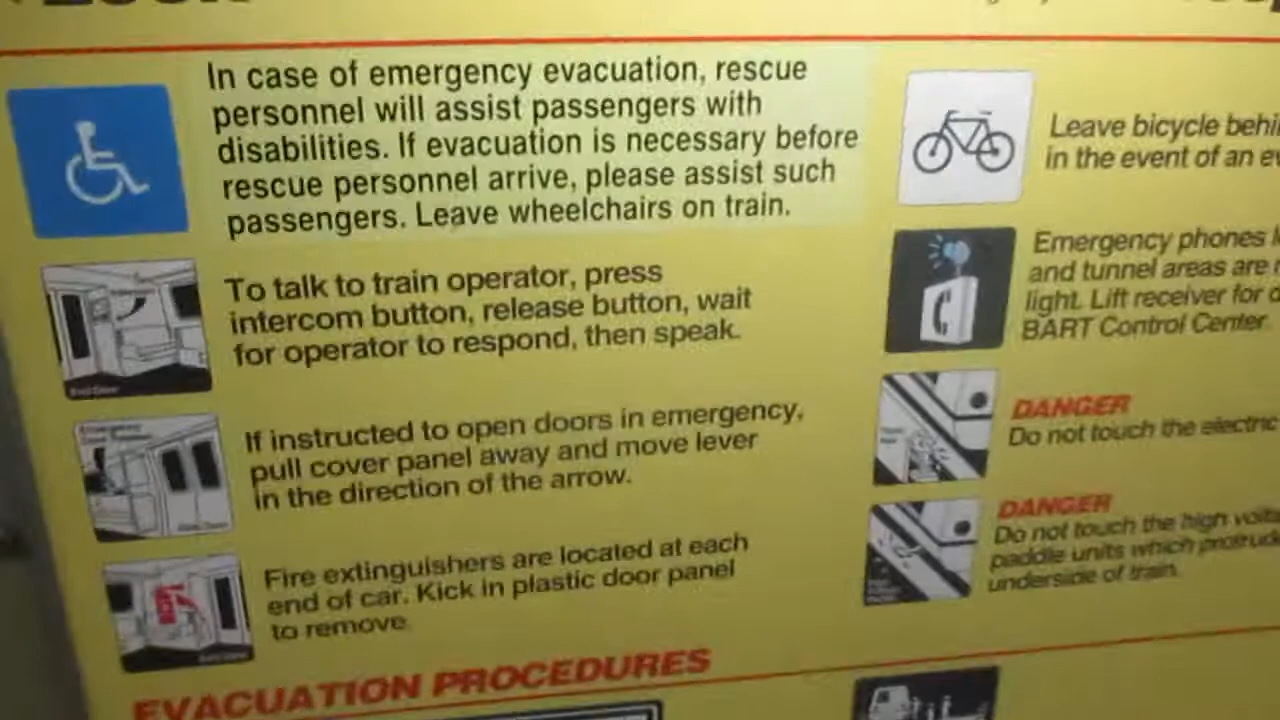 In case of emergency evacuation, rescue
personnel will assist passengers with
disabilities. If evacuation is necessary before
rescue personnel arrive, please assist such
passengers. Leave wheelchairs on train.
To talk to train operator, press
intercom button, release button, wait
for operator to respond, then speak.
If instructed to open doors in emergency,
pull cover panel away and move lever
in the direction of the arrow.
Fire extinguishers are located at each
end of car. Kick in plastic door panel
to remove.
EVACUATION PROCEDURES
Leave bicycle
in the event of an
Emergency phones
and tunnel areas are
light. Lift receiver for
BART Control Center.
DANGER
Do not touch the electric
DANGER
Do not touch the high
paddle units which
underside of train.